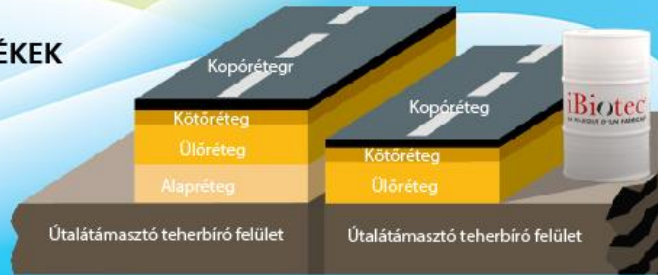 ÉKEK
Kopórétegr
Kötőréteg
Ülőréteg
Alapréteg
Útalátámasztó teherbíró felület
Kopóréteg
Kötőréteg
Ülőréteg
Útalátámasztó teherbíró felület
iBiotec